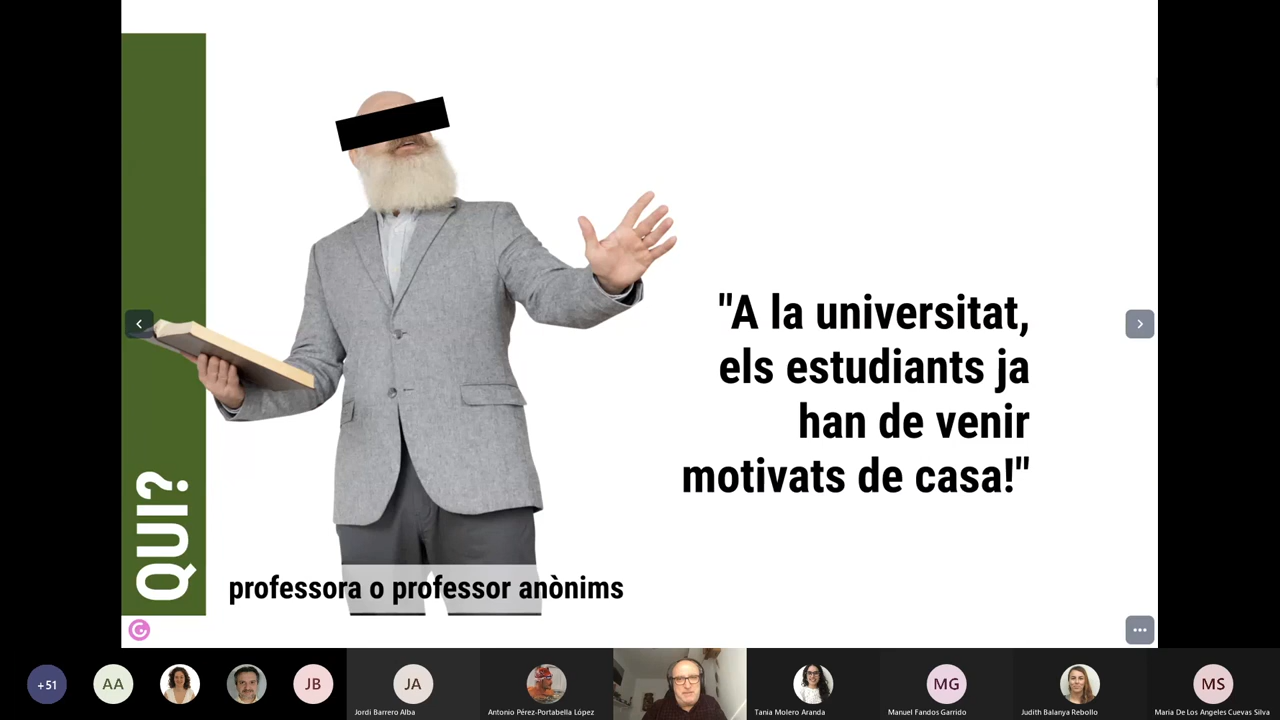 QUI?
"A la universitat,
els estudiants ja
han de venir
motivats de casa!"
professora o professor anònims
+51
AA
JB
JA
Jordi Barrero Alba
Antonio Pérez-Portabella López
Tania Molero Aranda
MG
Manuel Fandos Garrido
Judith Balanya Rebollo
MS
Maria De Los Angeles Cuevas Silva